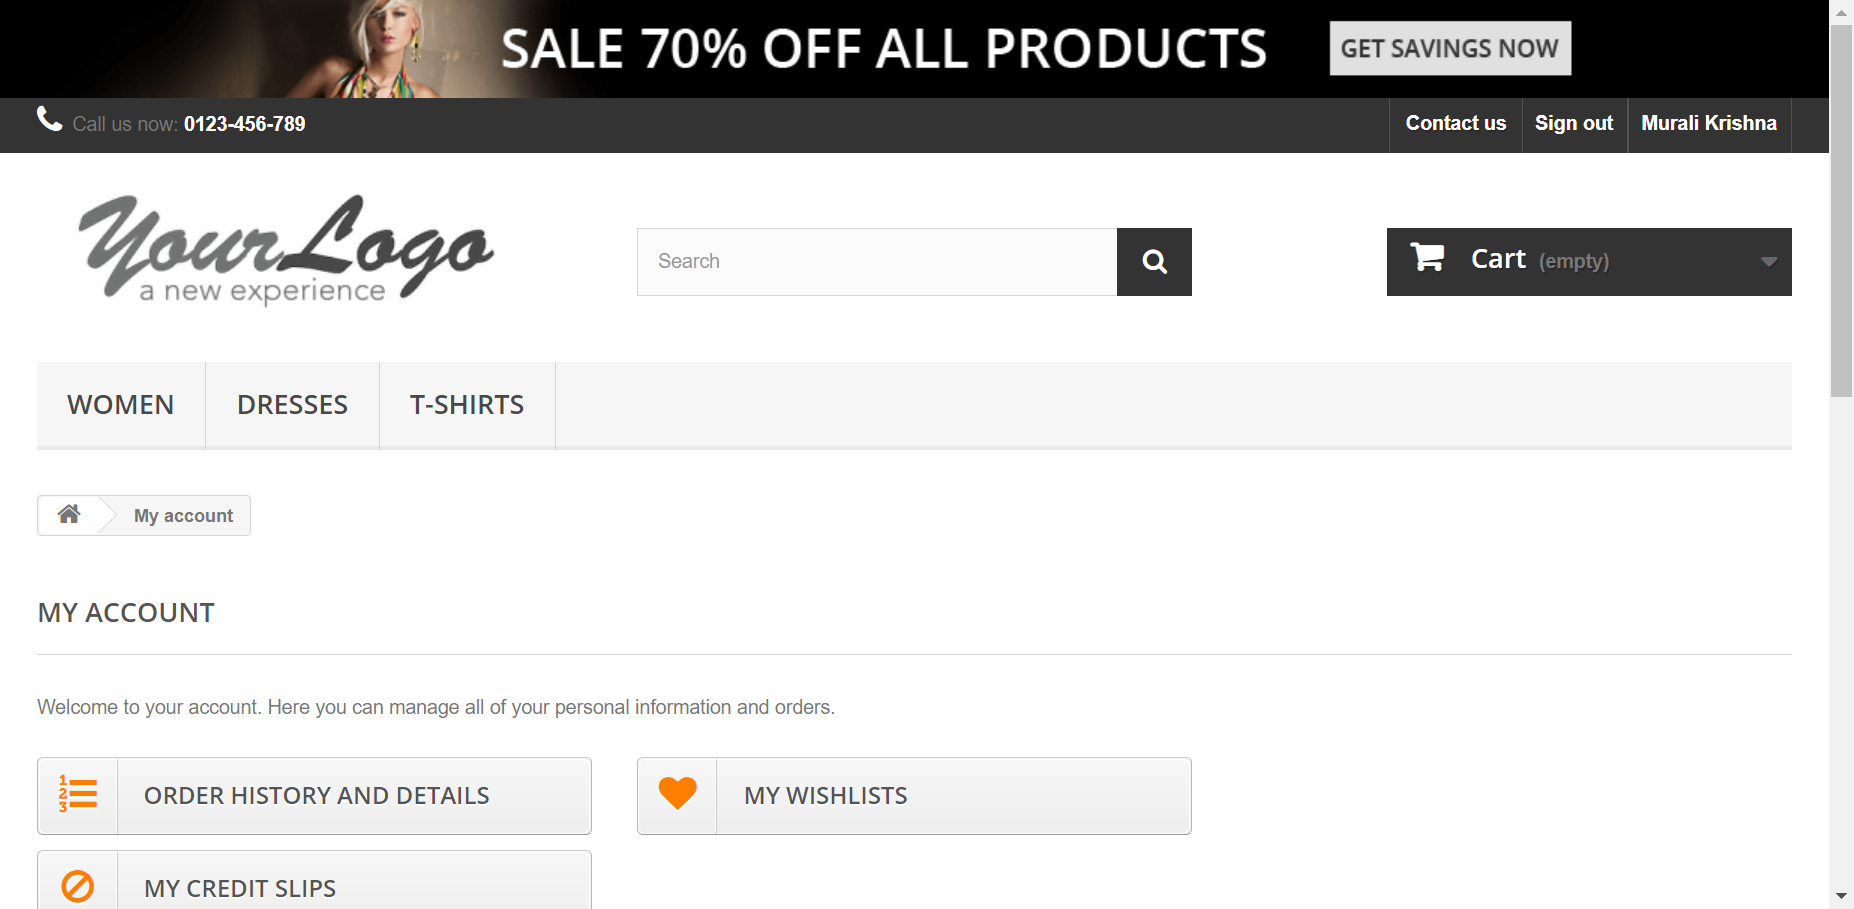 SALE 70% OFF ALL PRODUCTS GET SAVINGS NOW
Call us now: 0123-456-789 Contact us Sign out Murali Krishna
YourLogo
a new experience
Search
Cart (empty)
WOMEN DRESSES T-SHIRTS
My account
MY ACCOUNT
Welcome to your account. Here you can manage all of your personal information and orders.
1
2
3
ORDER HISTORY AND DETAILS MY WISHLISTS
MY CREDIT SLIPS